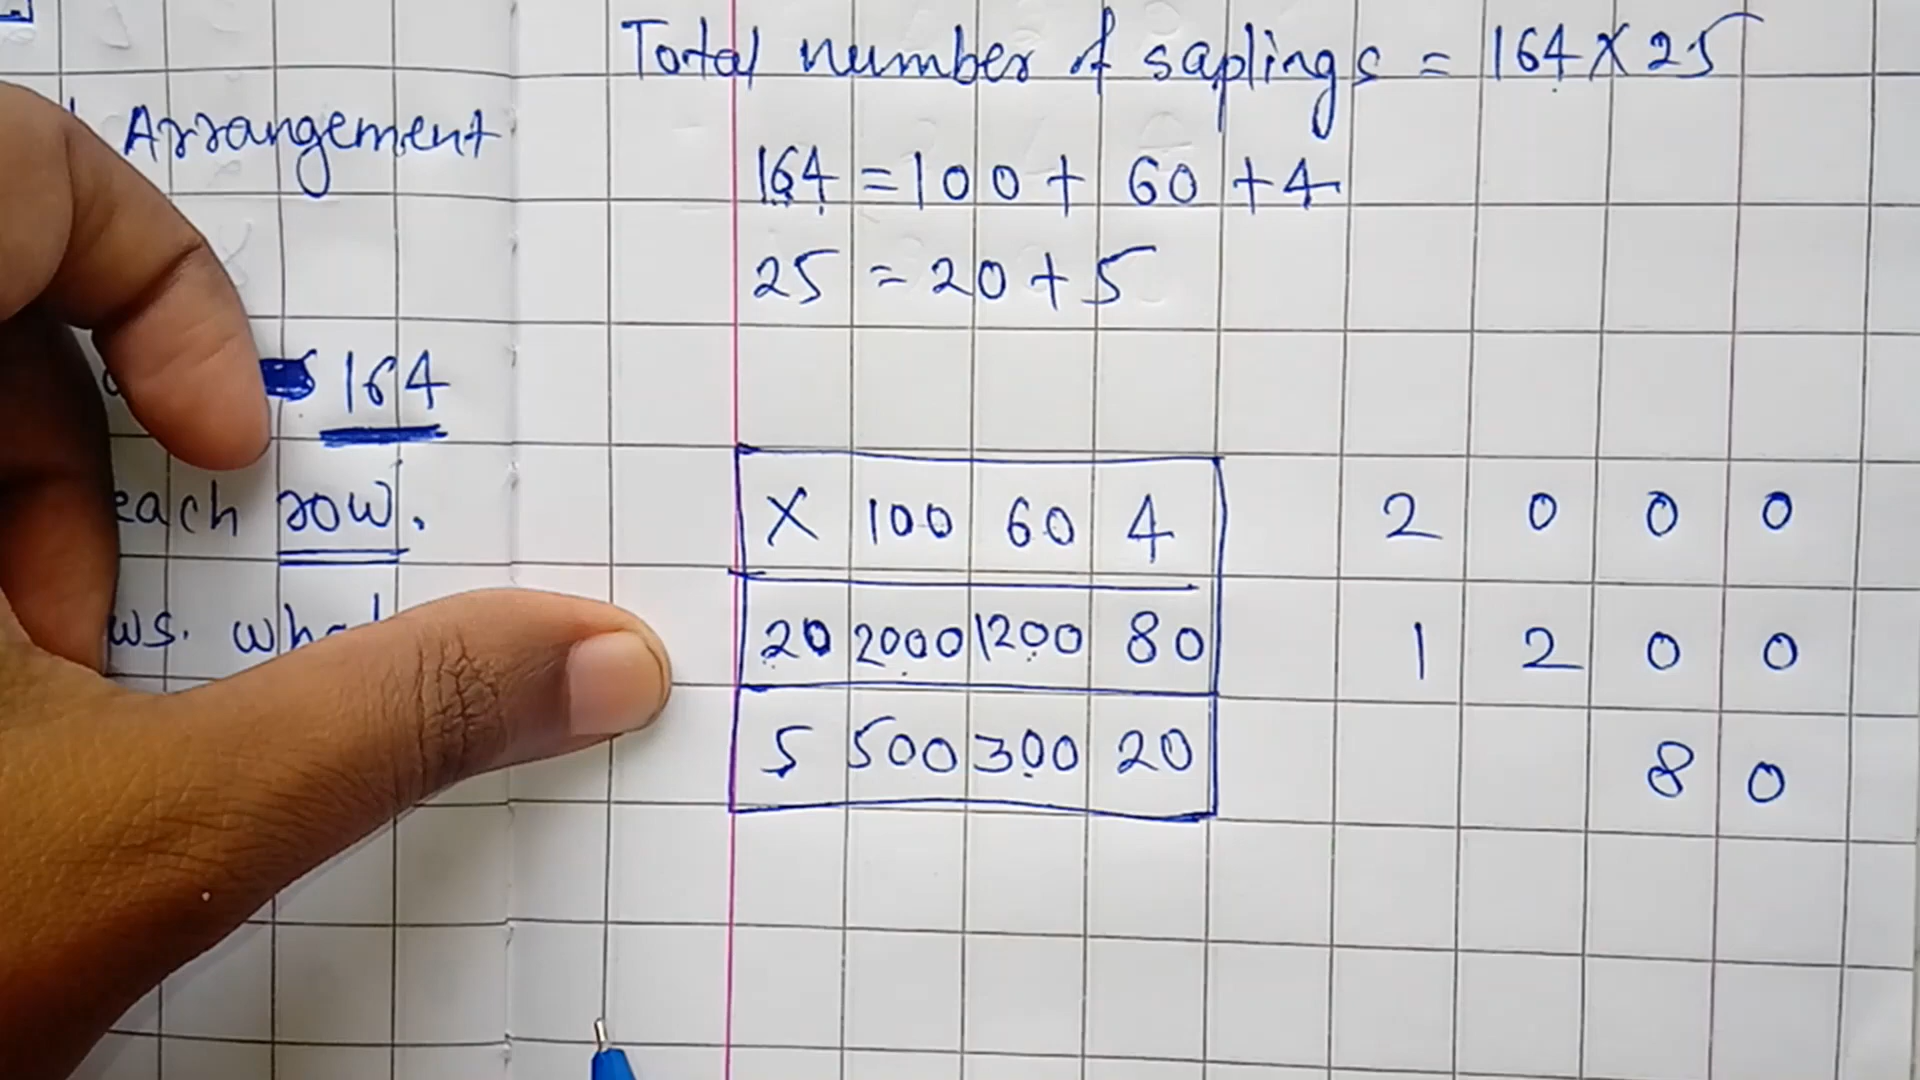 Arrangement
164
each row.
ws. what
Total number of saplings = 164 X 25
164 = 100 + 60 + 4
25 = 20 + 5
X 100 60 4
20 2000 1200 80
5 500 300 20
2 0 0 0
1 2 0 0
8 0